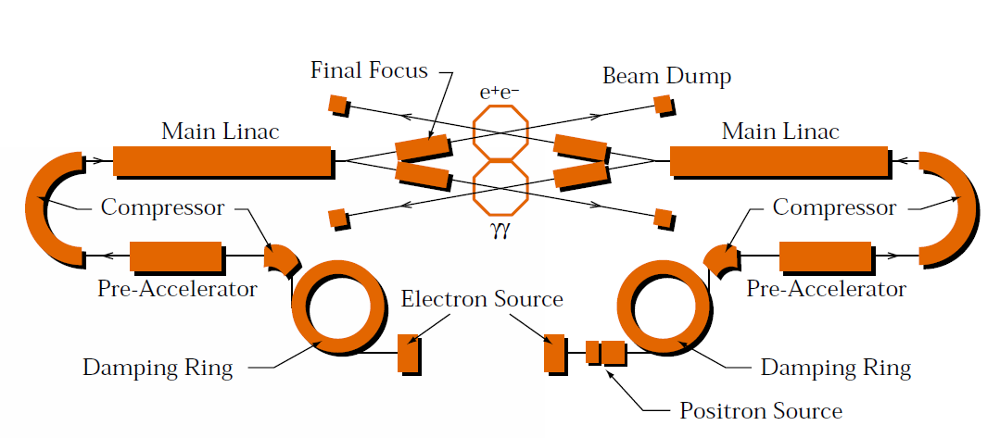 Final Focus
Beam Dump
e+e−
Main Linac
Main Linac
Compressor
Compressor
γγ
Pre-Accelerator
Pre-Accelerator
Electron Source
Damping Ring
Damping Ring
Positron Source